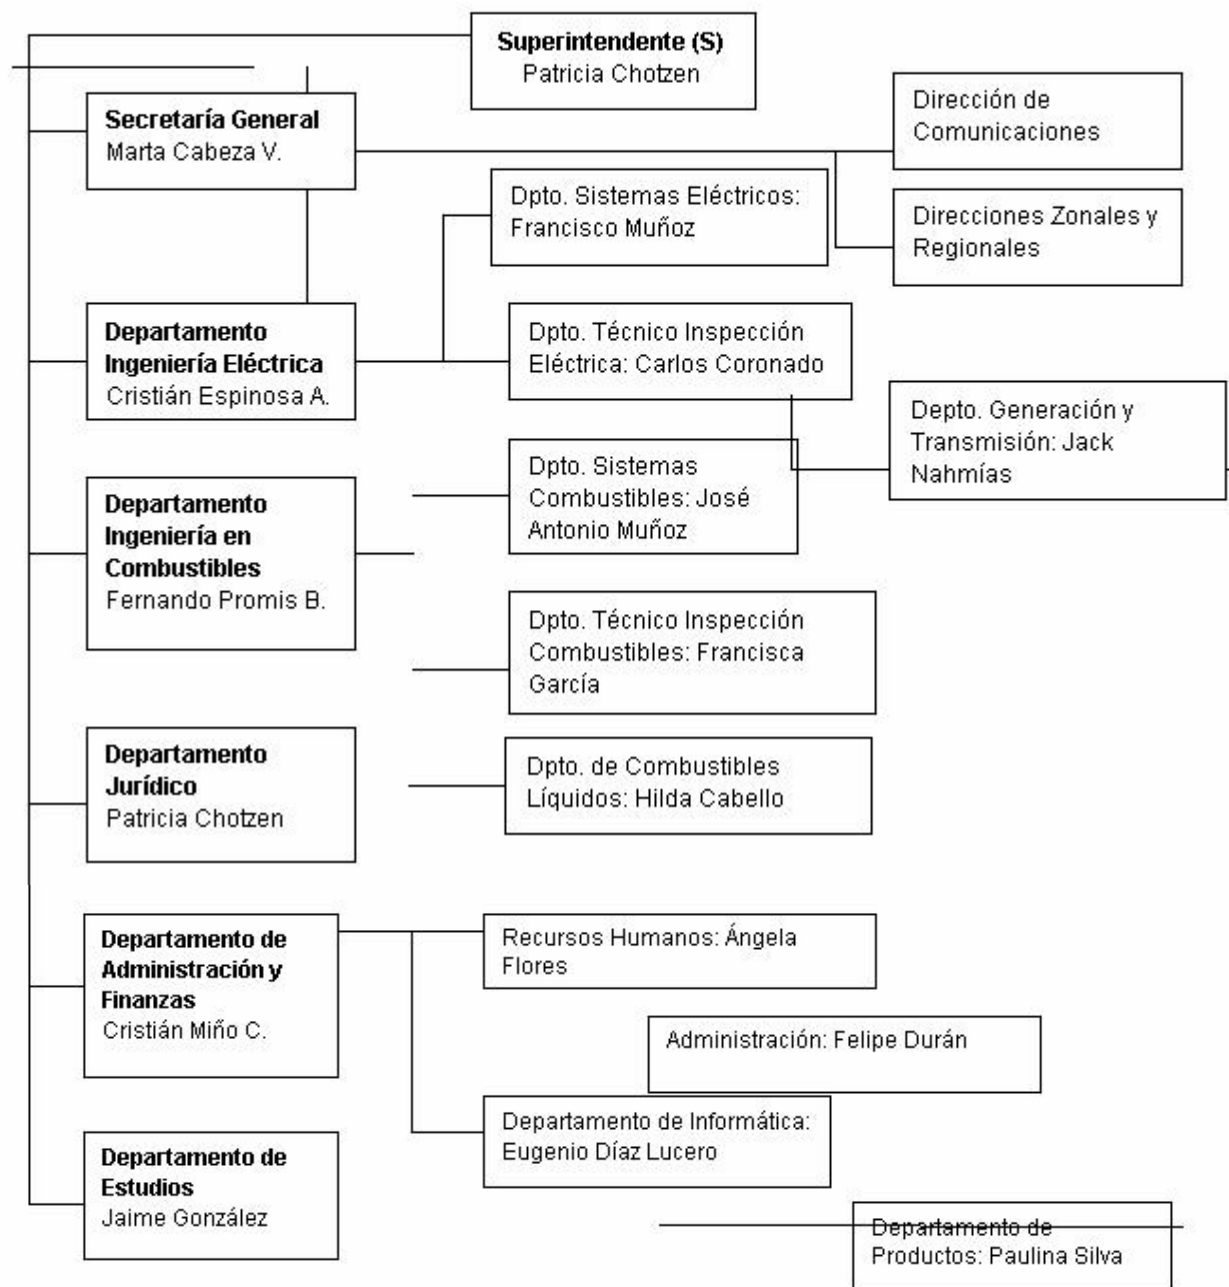 Superintendente (S)
Patricia Chotzen
Secretaría General
Marta Cabeza V.
Dirección de
Comunicaciones
Dpto. Sistemas Eléctricos:
Francisco Muñoz
Direcciones Zonales y
Regionales
Departamento
Ingeniería Eléctrica
Cristián Espinosa A.
Dpto. Técnico Inspección
Eléctrica: Carlos Coronado
Depto. Generación y
Transmisión: Jack
Nahmías
Departamento
Ingeniería en
Combustibles
Fernando Promis B.
Dpto. Sistemas
Combustibles: José
Antonio Muñoz
Dpto. Técnico Inspección
Combustibles: Francisca
García
Departamento
Jurídico
Patricia Chotzen
Dpto. de Combustibles
Líquidos: Hilda Cabello
Departamento de
Administración y
Finanzas
Cristián Miño C.
Recursos Humanos: Ángela
Flores
Administración: Felipe Durán
Departamento de Informática:
Eugenio Díaz Lucero
Departamento de
Estudios
Jaime González
Departamento de
Productos: Paulina Silva